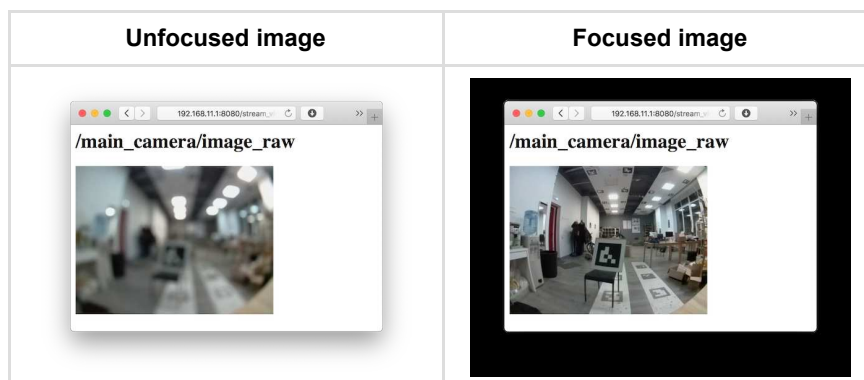 Unfocused image
Focused image
192.168.11.1:8080/stream_
/main_camera/image_raw
192.168.11.1:8080/stream_
/main_camera/image_raw